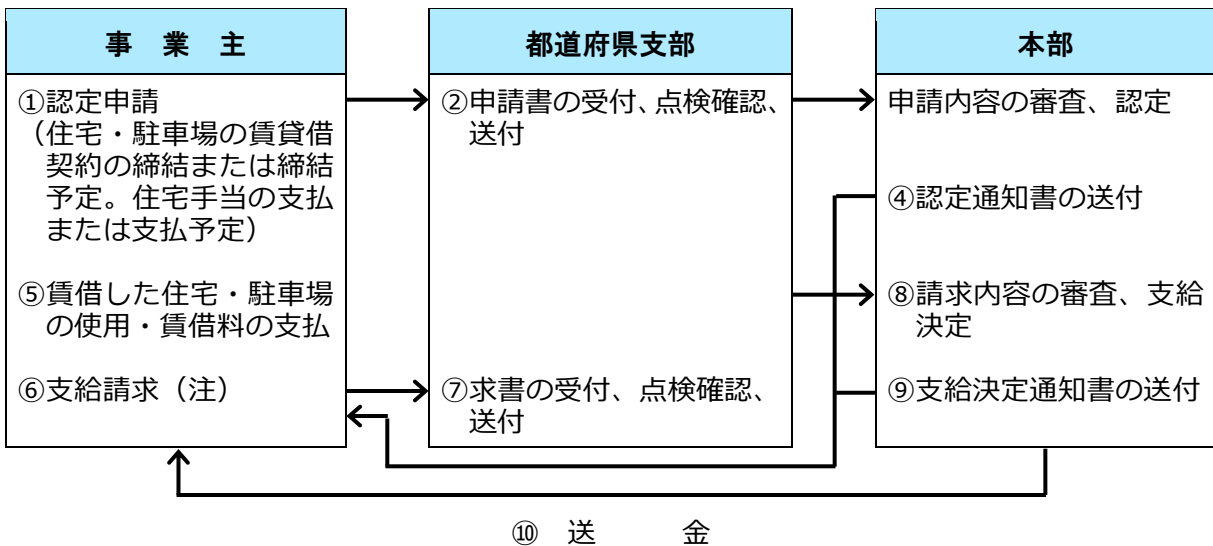 事　業　主
①認定申請
（住宅・駐車場の賃貸借
契約の締結または締結
予定。住宅手当の支払
または支払予定）
⑤賃借した住宅・駐車場
の使用・賃借料の支払
⑥支給請求（注）
都道府県支部
②申請書の受付、点検確認、
送付
⑦求書の受付、点検確認、
送付
本部
申請内容の審査、認定
④認定通知書の送付
⑧請求内容の審査、支給
決定
⑨支給決定通知書の送付
⑩　送　　　金